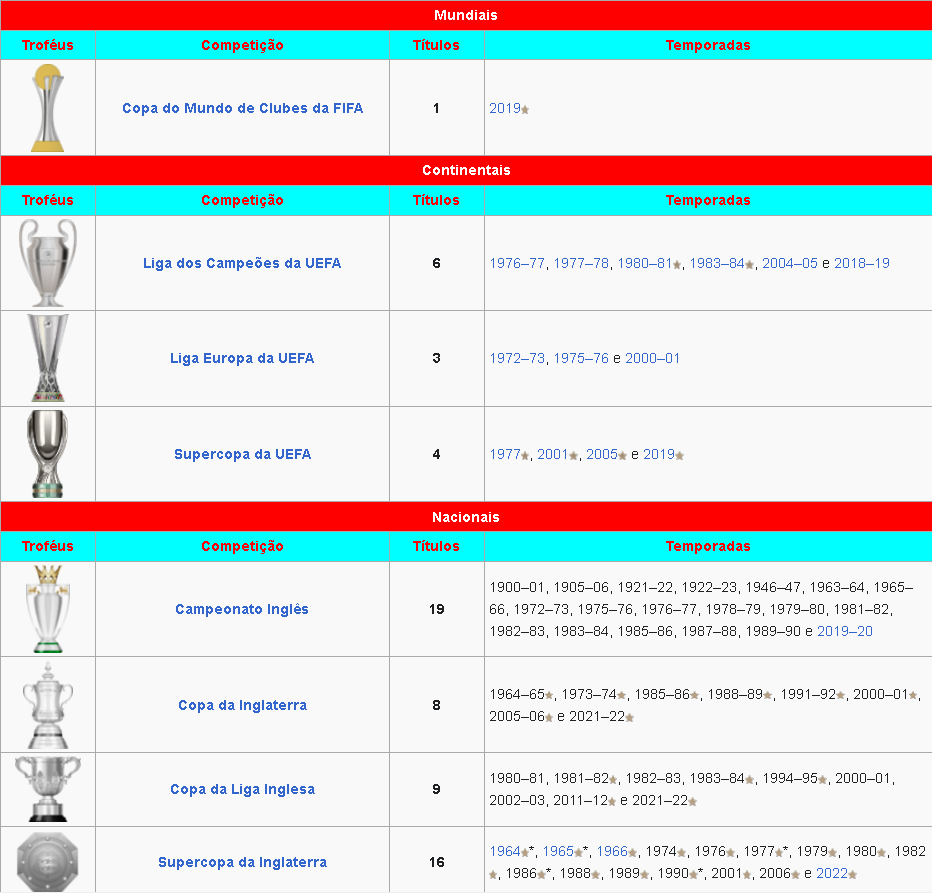 Mundiais
Troféus Competição Títulos Temporadas
Copa do Mundo de Clubes da FIFA 1 2019★
Continentais
Troféus Competição Títulos Temporadas
Liga dos Campeões da UEFA 6 1976–77, 1977–78, 1980–81★, 1983–84★, 2004–05 e 2018–19
Liga Europa da UEFA 3 1972–73, 1975–76 e 2000–01
Supercopa da UEFA 4 1977★, 2001★, 2005★ e 2019★
Nacionais
Troféus Competição Títulos Temporadas
Campeonato Inglês 19
1900–01, 1905–06, 1921–22, 1922–23, 1946–47, 1963–64, 1965–
66, 1972–73, 1975–76, 1976–77, 1978–79, 1979–80, 1981–82,
1982–83, 1983–84, 1985–86, 1987–88, 1989–90 e 2019–20
Copa da Inglaterra 8
1964–65★, 1973–74★, 1985–86★, 1988–89★, 1991–92★, 2000–01★,
2005–06★ e 2021–22★
Copa da Liga Inglesa 9
1980–81, 1981–82★, 1982–83, 1983–84★, 1994–95★, 2000–01,
2002–03, 2011–12★ e 2021–22★
Supercopa da Inglaterra 16
1964★*, 1965★*, 1966★, 1974★, 1976★, 1977★*, 1979★, 1980★, 1982
★, 1986★*, 1988★, 1989★, 1990★*, 2001★, 2006★ e 2022★